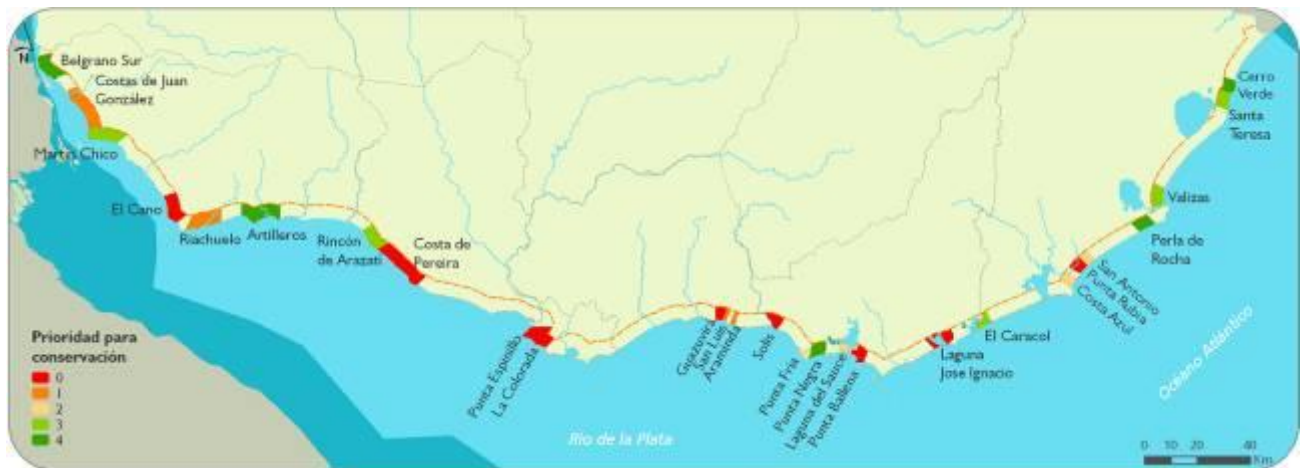 N
Belgrano Sur
Costas de Juan
González
Martín Chico
El Cano
Riachuelo
Artilleros
Rincón
de Arazatí
Costa de
Pereira
Punta Espinillo
La Colorada
Guazuvirá
San Luis
Araminda
Solís
Punta Fría
Punta Negra
Laguna del Sauce
Punta Ballena
Laguna
Jose Ignacio
El Caracol
San Antonio
Punta Rubia
Costa Azul
Perla de
Rocha
Valizas
Cerro
Verde
Santa
Teresa
Océano Atlántico
Río de la Plata
Prioridad para
conservación
0
1
2
3
4
0 10 20 40
Km